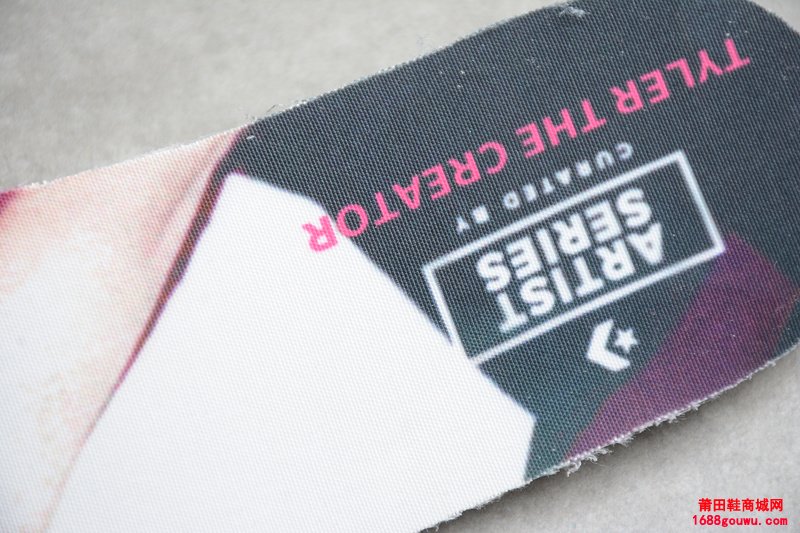 ARTIST
SERIES
CURATED BY
TYLER THE CREATOR
莆田鞋商城网
1688gouwu.com